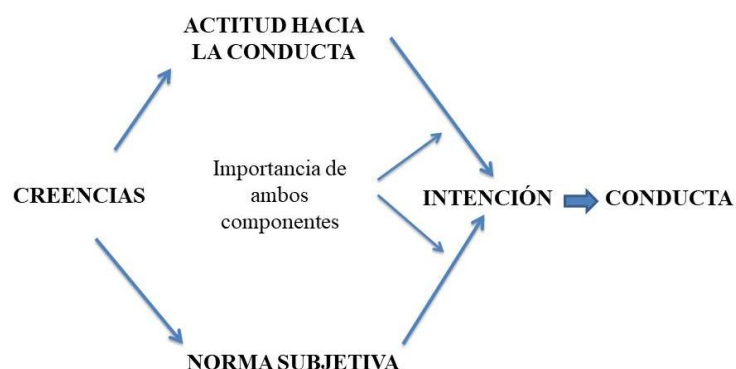 ACTITUD HACIA
LA CONDUCTA
Importancia de
ambos
componentes
CREENCIAS
INTENCIÓN
CONDUCTA
NORMA SUBJETIVA